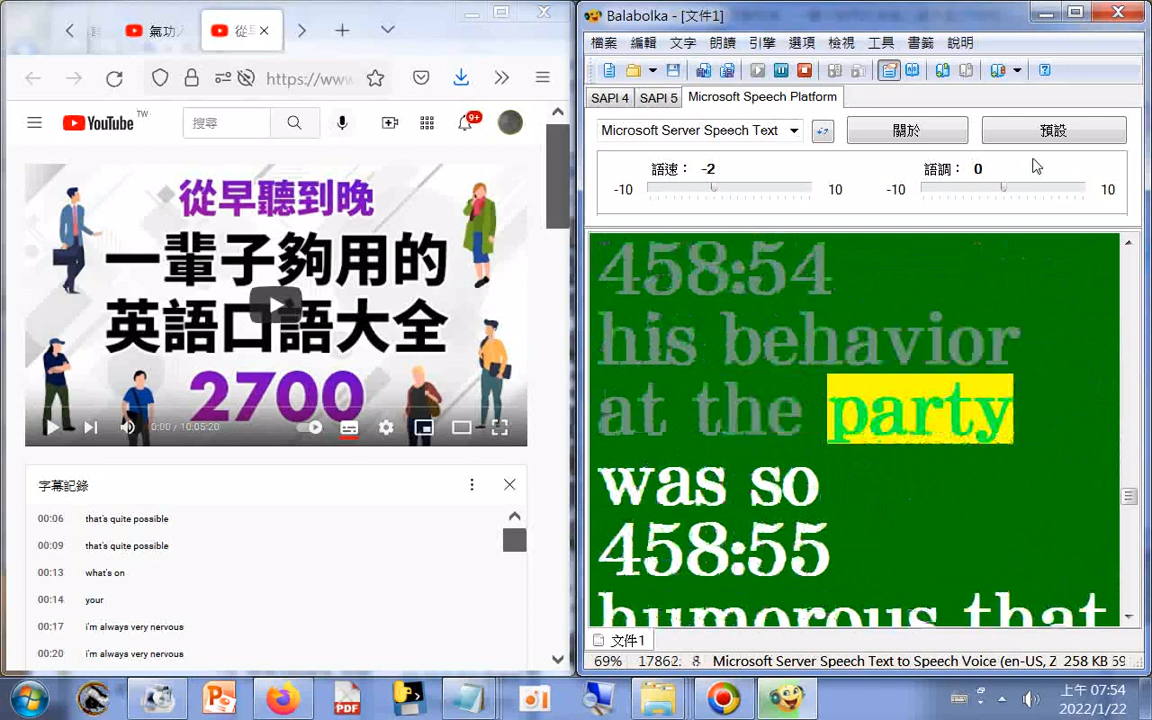 氣功
從
https://www
YouTube TW
搜尋
9+
從早聽到晚
一輩子夠用的
英語口語大全
2700
0:00 / 10:05:20
字幕記錄
00:06 that's quite possible
00:09 that's quite possible
00:13 what's on
00:14 your
00:17 i'm always very nervous
00:20 i'm always very nervous
Balabolka - [文件1]
檔案 編輯 文字 朗讀 引擎 選項 檢視 工具 書籤 說明
SAPI 4 SAPI 5 Microsoft Speech Platform
Microsoft Server Speech Text 關於 預設
語速： -2 語調： 0
-10 10 -10 10
458:54
his behavior
at the party
was so
458:55
humorous that
文件1
69% 17862: Microsoft Server Speech Text to Speech Voice (en-US, Z 258 KB 59
PDF
上午 07:54
2022/1/22